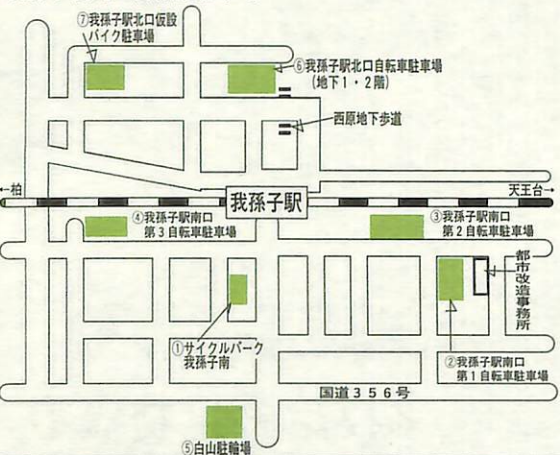 ⑦我孫子駅北口仮設
バイク駐車場
⑥我孫子駅北口自転車駐車場
(地下1・2階)
西原地下歩道
←柏
我孫子駅
天王台→
④我孫子駅南口
第3自転車駐車場
③我孫子駅南口
第2自転車駐車場
都市改造事務所
①サイクルパーク
我孫子南
②我孫子駅南口
第1自転車駐車場
国道356号
⑤白山駐輪場